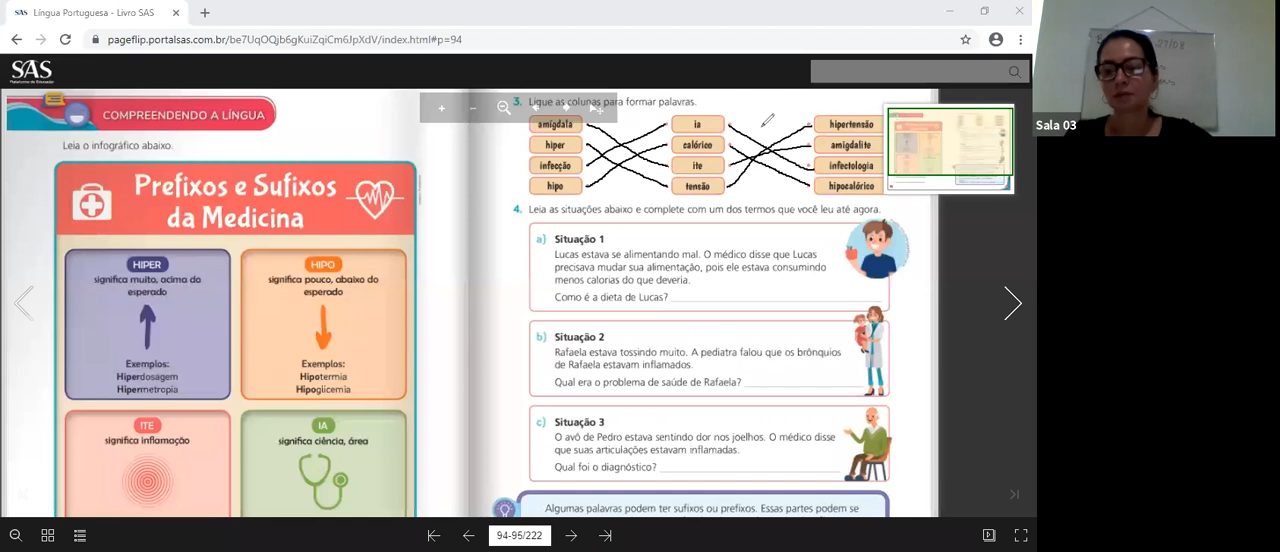 SAS Língua Portuguesa - Livro SAS
pageflip.portalsas.com.br/be7UqOQjb6gKuiZqiCm6JpXdV/index.html#p=94
SAS
Plataforma de Educação
COMPREENDENDO A LÍNGUA
Leia o infográfico abaixo.
Prefixos e Sufixos
da Medicina
HIPER
significa muito, acima do
esperado
Exemplos:
Hiperdosagem
Hipermetropia
HIPO
significa pouco, abaixo do
esperado
Exemplos:
Hipotermia
Hipoglicemia
ITE
significa inflamação
IA
significa ciência, área
3. Ligue as colunas para formar palavras.
amígdala ia hipertensão
hiper calórico amigdalite
infecção ite infectologia
hipo tensão hipocalórico
4. Leia as situações abaixo e complete com um dos termos que você leu até agora.
a) Situação 1
Lucas estava se alimentando mal. O médico disse que Lucas
precisava mudar sua alimentação, pois ele estava consumindo
menos calorias do que deveria.
Como é a dieta de Lucas?
b) Situação 2
Rafaela estava tossindo muito. A pediatra falou que os brônquios
de Rafaela estavam inflamados.
Qual era o problema de saúde de Rafaela?
c) Situação 3
O avô de Pedro estava sentindo dor nos joelhos. O médico disse
que suas articulações estavam inflamadas.
Qual foi o diagnóstico?
Algumas palavras podem ter sufixos ou prefixos. Essas partes podem se
94-95/222
27/08
Sala 03